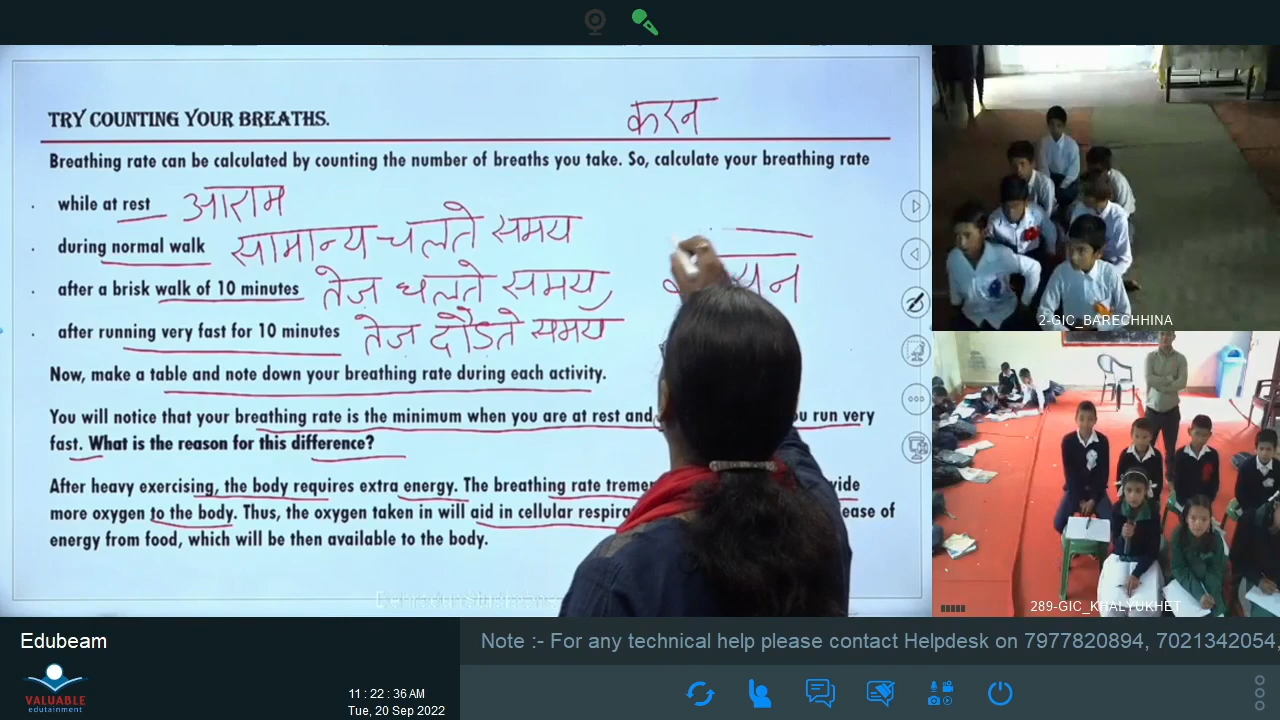 TRY COUNTING YOUR BREATHS.
करन
Breathing rate can be calculated by counting the number of breaths you take. So, calculate your breathing rate
while at rest आराम
during normal walk सामान्य चलते समय
after a brisk walk of 10 minutes तेज चलते समय
after running very fast for 10 minutes तेज़ दौड़ते समय
Now, make a table and note down your breathing rate during each activity.
You will notice that your breathing rate is the minimum when you are at rest and ou run very
fast. What is the reason for this difference?
After heavy exercising, the body requires extra energy. The breathing rate tremen vide
more oxygen to the body. Thus, the oxygen taken in will aid in cellular respira ease of
energy from food, which will be then available to the body.
2-GIC_BARECHHINA
289-GIC_KHALYUKHET
Edubeam
VALUABLE
edutainment
11 : 22 : 36 AM
Tue, 20 Sep 2022
Note :- For any technical help please contact Helpdesk on 7977820894, 7021342054,